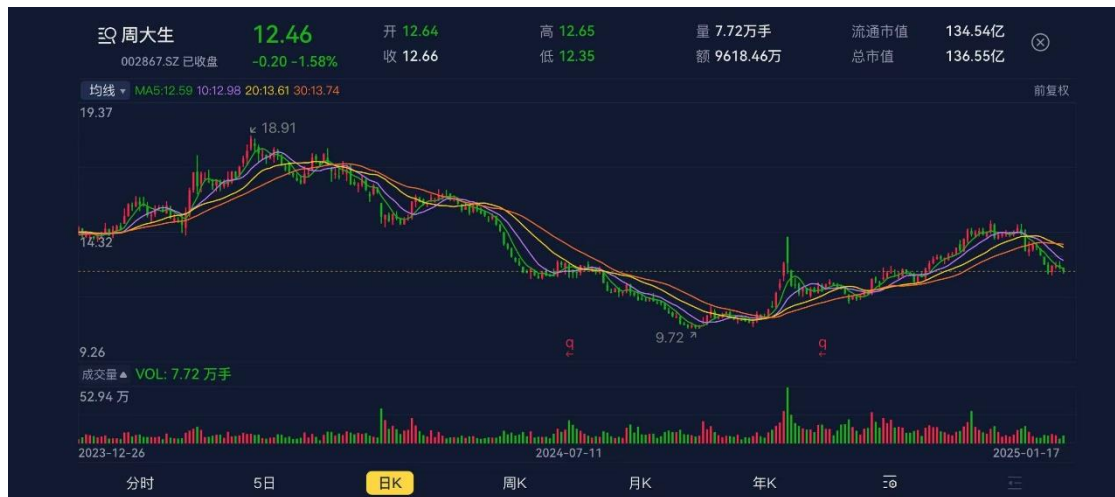 周大生 12.46 开 12.64 高 12.65 量 7.72万手 流通市值 134.54亿
002867.SZ 已收盘 -0.20 -1.58% 收 12.66 低 12.35 额 9618.46万 总市值 136.55亿
均线 MA5:12.59 10:12.98 20:13.61 30:13.74 前复权
19.37
18.91
14.32
9.72
q q
9.26
成交量 VOL: 7.72 万手
52.94 万
2023-12-26 2024-07-11 2025-01-17
分时 5日 日K 周K 月K 年K